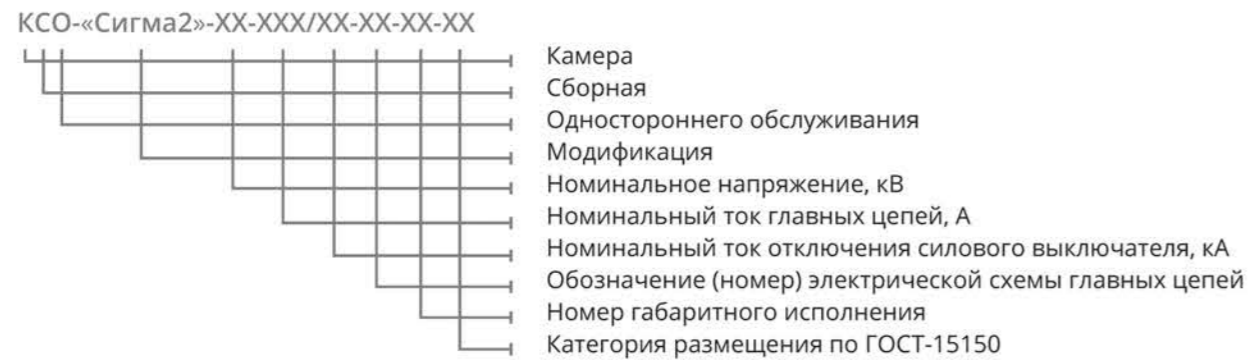 КСО-«Сигма2»-ХХ-ХХХ/ХХ-ХХ-ХХ-ХХ
Камера
Сборная
Одностороннего обслуживания
Модификация
Номинальное напряжение, кВ
Номинальный ток главных цепей, А
Номинальный ток отключения силового выключателя, кА
Обозначение (номер) электрической схемы главных цепей
Номер габаритного исполнения
Категория размещения по ГОСТ-15150